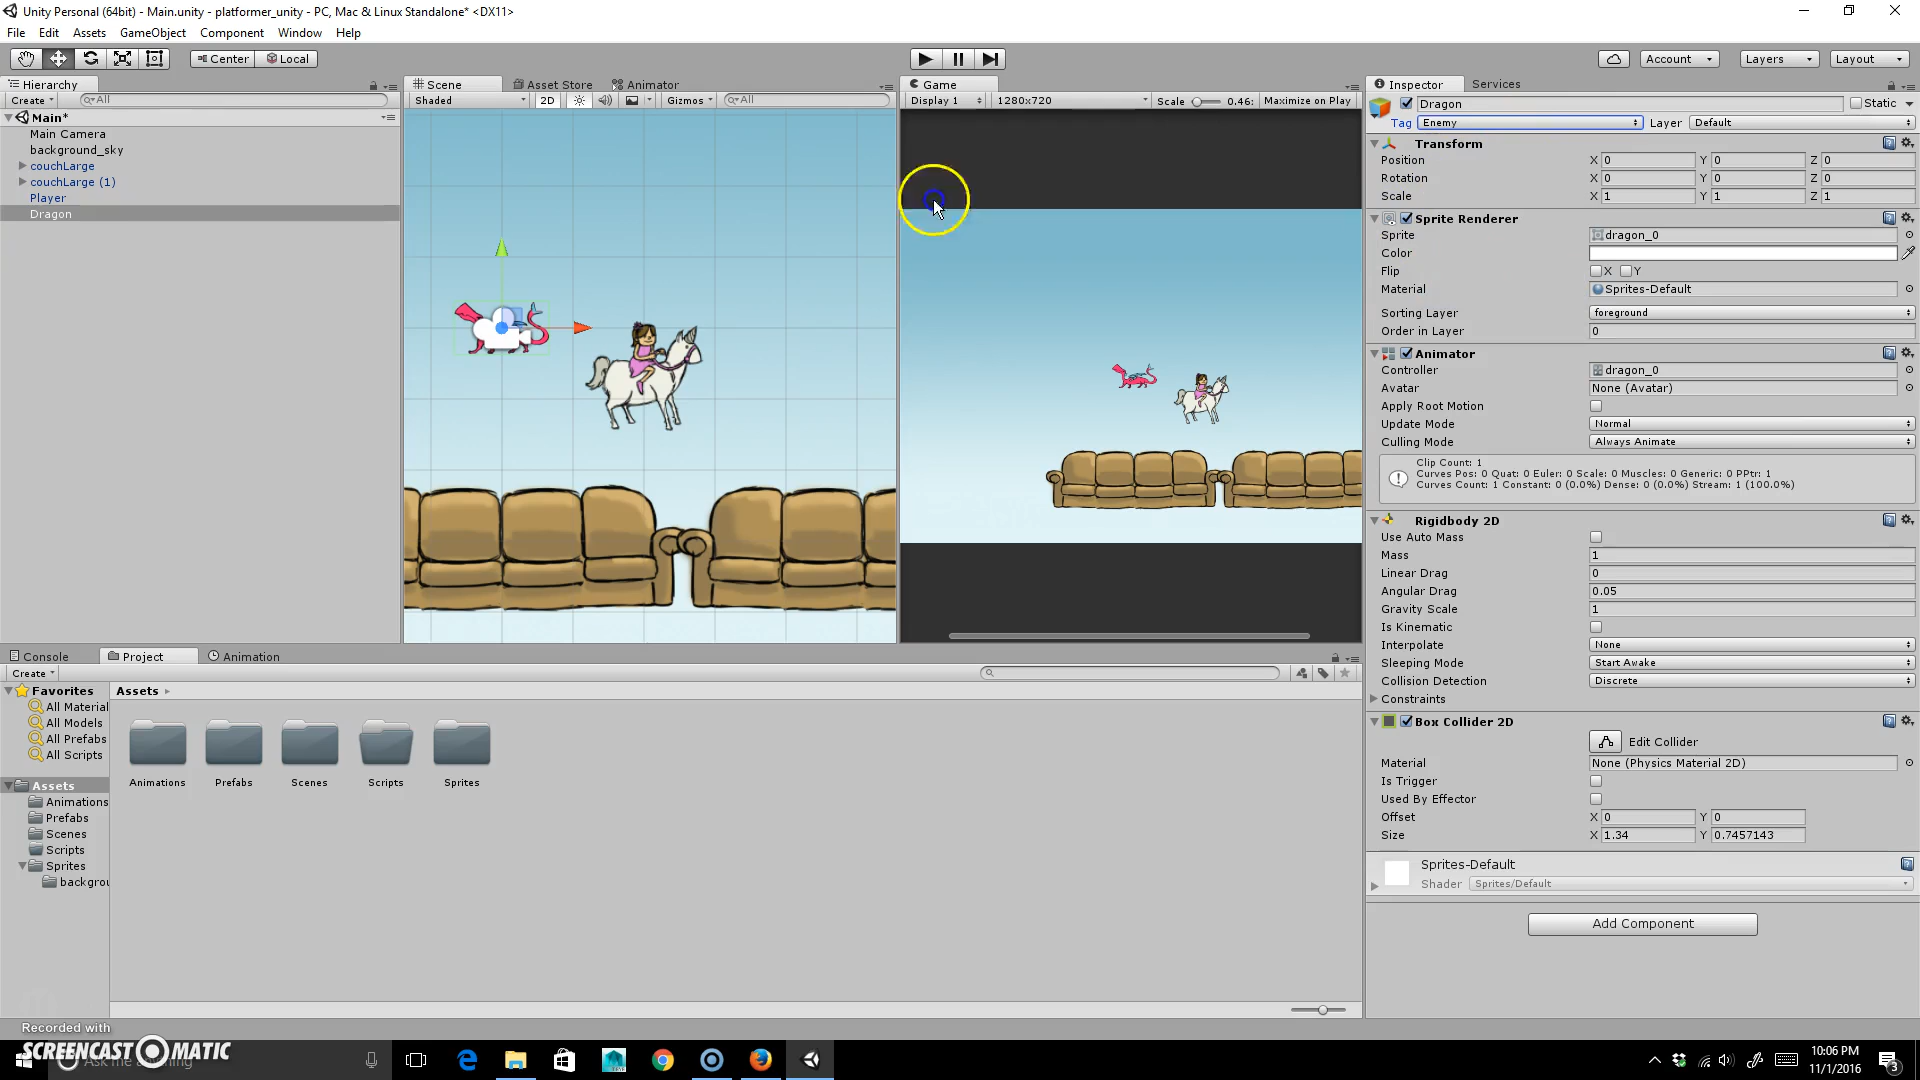 Unity Personal (64bit) - Main.unity - platformer_unity - PC, Mac & Linux Standalone* <DX11>
File Edit Assets GameObject Component Window Help
Center Local Account Layers Layout
Hierarchy Scene Asset Store Animator Game Inspector Services
Create All Shaded 2D Gizmos All Display 1 1280x720 Scale 0.46: Maximize on Play Dragon Static
Main* Tag Enemy Layer Default
Main Camera
background_sky
couchLarge
couchLarge (1)
Player
Dragon
Transform
Position X 0 Y 0 Z 0
Rotation X 0 Y 0 Z 0
Scale X 1 Y 1 Z 1
Sprite Renderer
Sprite dragon_0
Color
Flip X Y
Material Sprites-Default
Sorting Layer foreground
Order in Layer 0
Animator
Controller dragon_0
Avatar None (Avatar)
Apply Root Motion
Update Mode Normal
Culling Mode Always Animate
Clip Count: 1
Curves Pos: 0 Quat: 0 Euler: 0 Scale: 0 Muscles: 0 Generic: 0 PPtr: 1
Curves Count: 1 Constant: 0 (0.0%) Dense: 0 (0.0%) Stream: 1 (100.0%)
Rigidbody 2D
Use Auto Mass
Mass 1
Linear Drag 0
Angular Drag 0.05
Gravity Scale 1
Is Kinematic
Interpolate None
Sleeping Mode Start Awake
Collision Detection Discrete
Constraints
Box Collider 2D
Edit Collider
Material None (Physics Material 2D)
Is Trigger
Used By Effector
Offset X 0 Y 0
Size X 1.34 Y 0.7457143
Sprites-Default
Shader Sprites/Default
Add Component
Console Project Animation
Create
Favorites Assets
All Material
All Models
All Prefabs
All Scripts
Assets
Animations
Prefabs
Scenes
Scripts
Sprites
backgrou
Animations Prefabs Scenes Scripts Sprites
Recorded with
SCREENCAST O MATIC
10:06 PM
11/1/2016
3